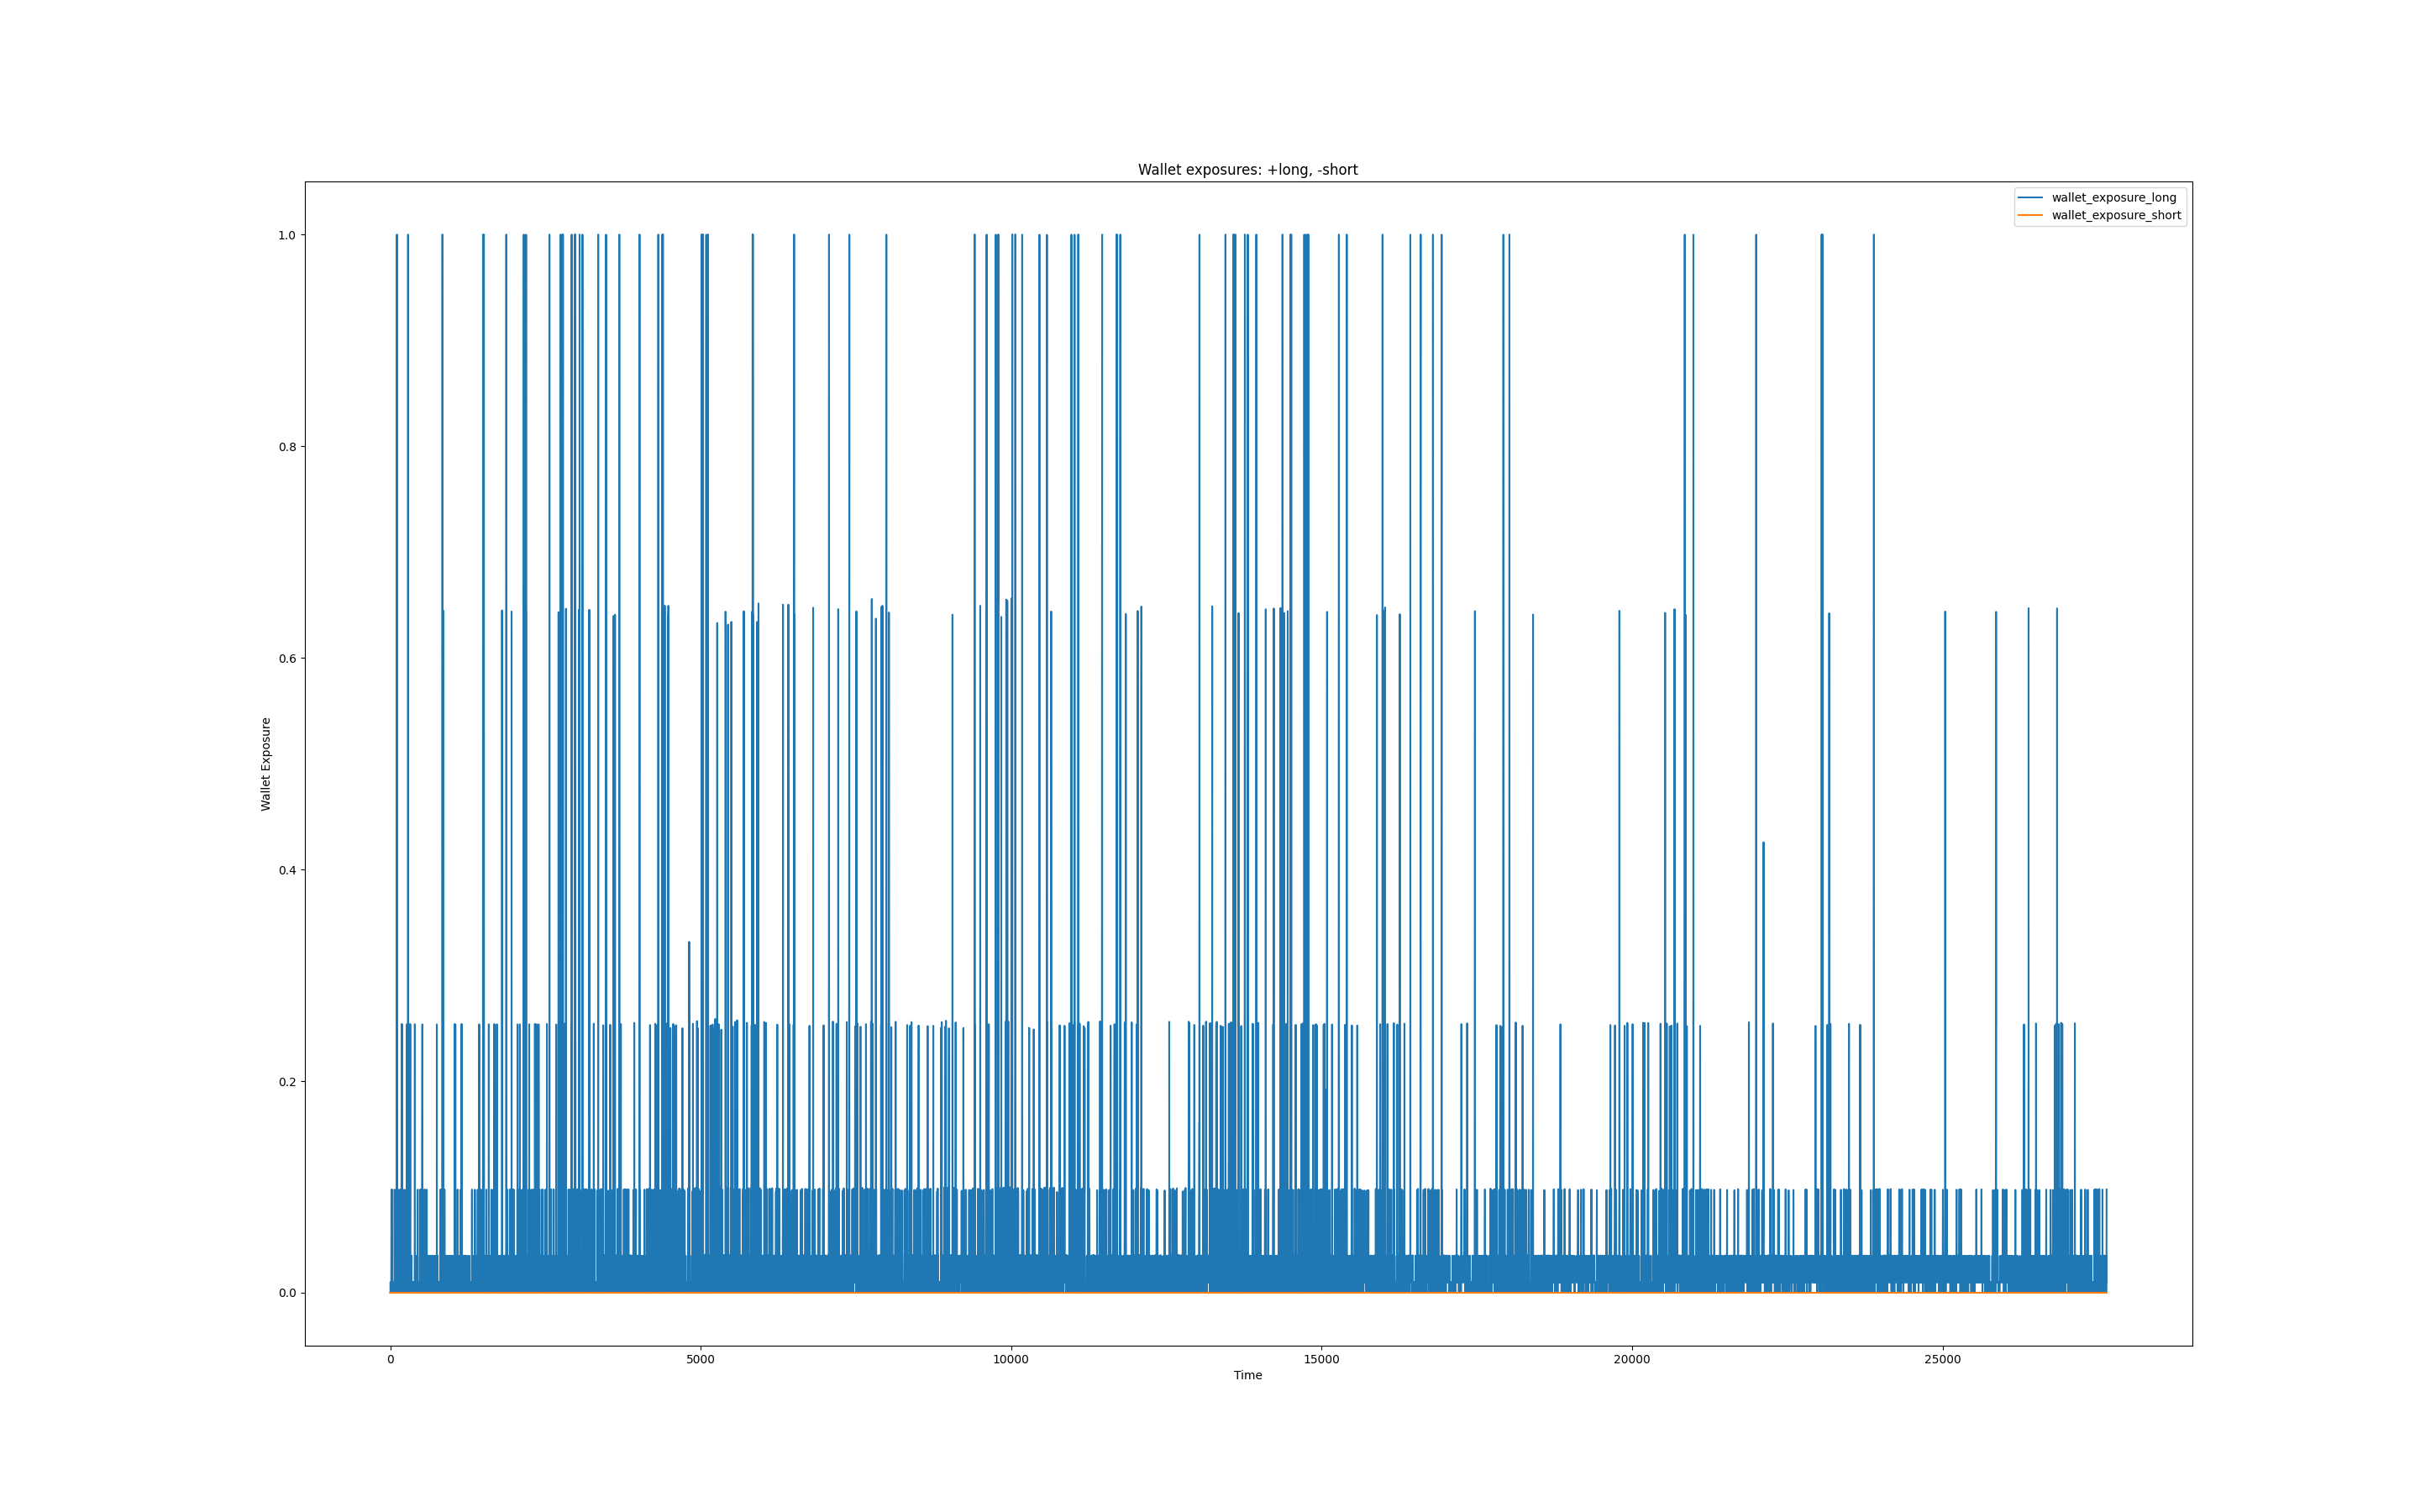 Wallet exposures: +long, -short
wallet_exposure_long
wallet_exposure_short
1.0
0.8
0.6
0.4
0.2
0.0
Wallet Exposure
0 5000 10000 15000 20000 25000
Time